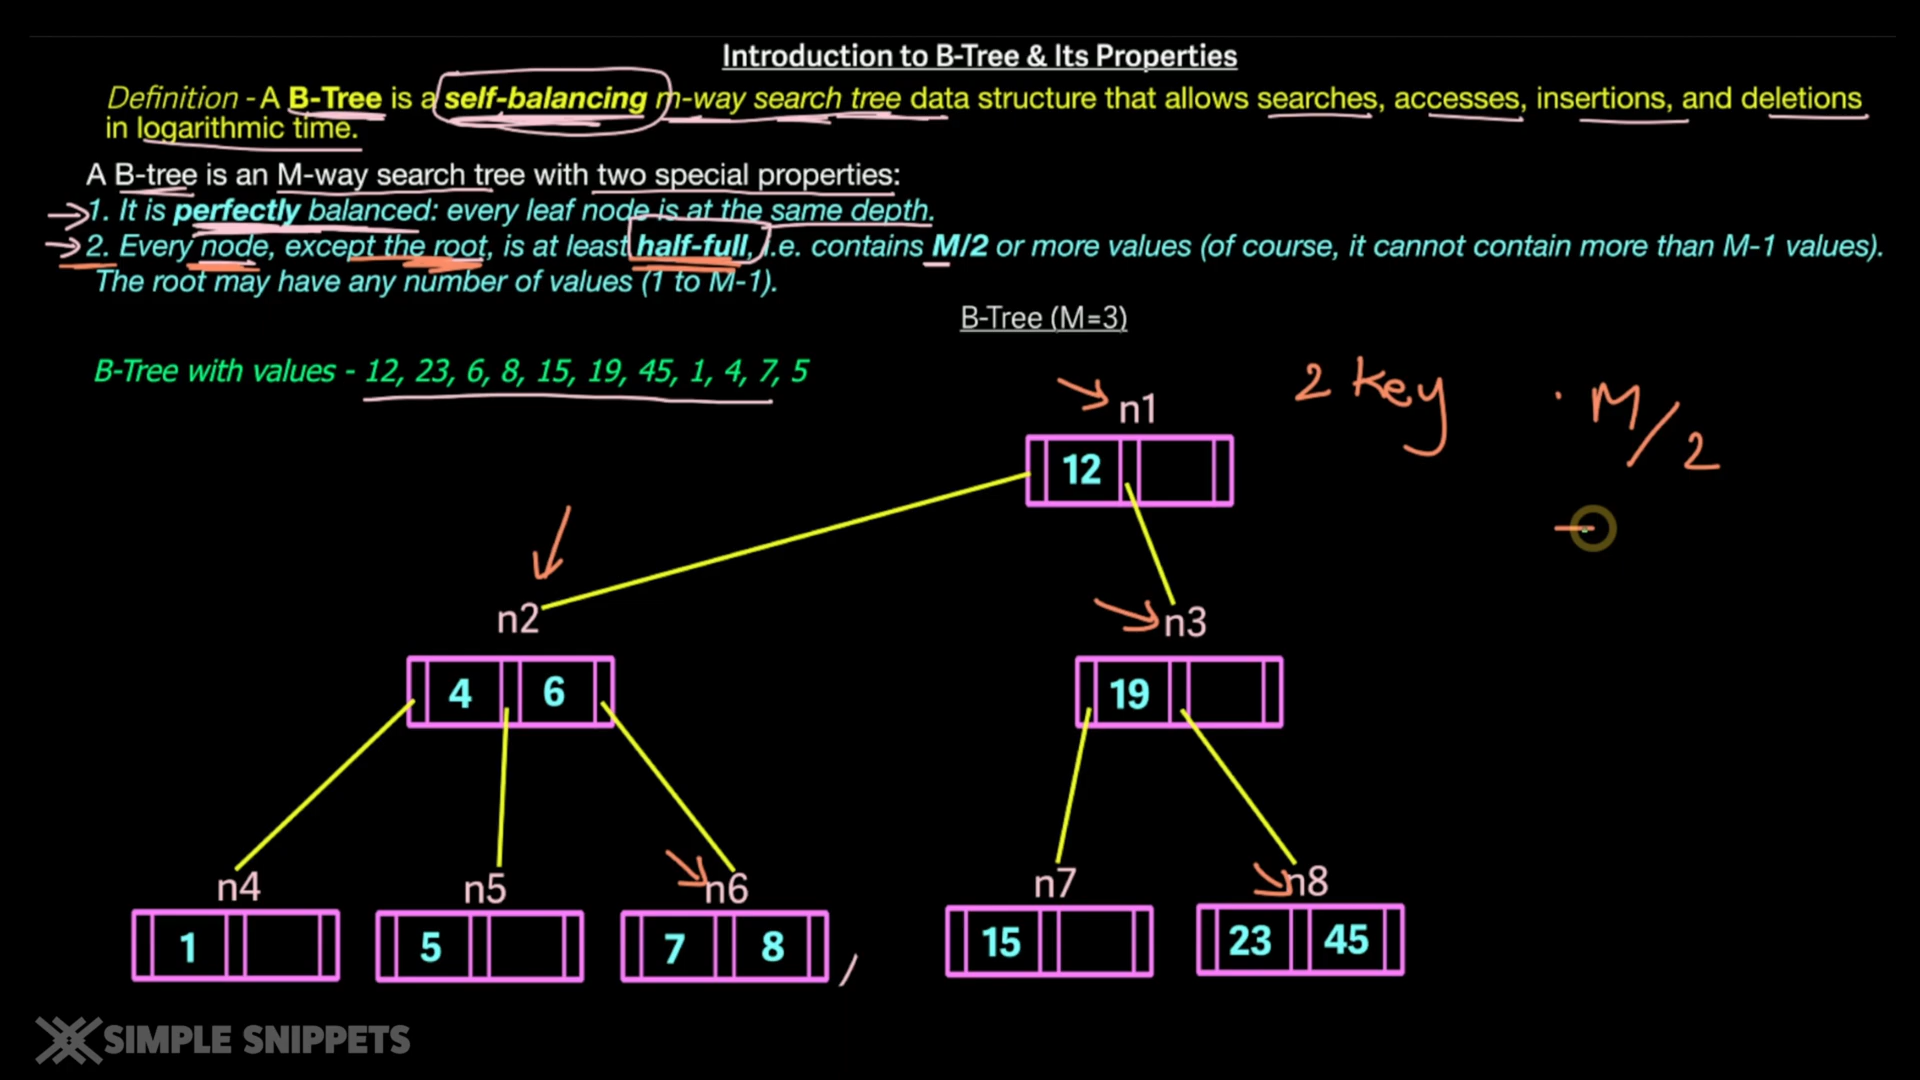 Introduction to B-Tree & Its Properties
Definition - A B-Tree is a self-balancing m-way search tree data structure that allows searches, accesses, insertions, and deletions
in logarithmic time.
A B-tree is an M-way search tree with two special properties:
1. It is perfectly balanced: every leaf node is at the same depth.
2. Every node, except the root, is at least half-full, i.e. contains M/2 or more values (of course, it cannot contain more than M-1 values).
The root may have any number of values (1 to M-1).
B-Tree (M=3)
B-Tree with values - 12, 23, 6, 8, 15, 19, 45, 1, 4, 7, 5
2 Key
M/2
n1
12
n2
n3
4 6
19
n4 n5 n6 n7 n8
1 5 7 8 15 23 45
SIMPLE SNIPPETS